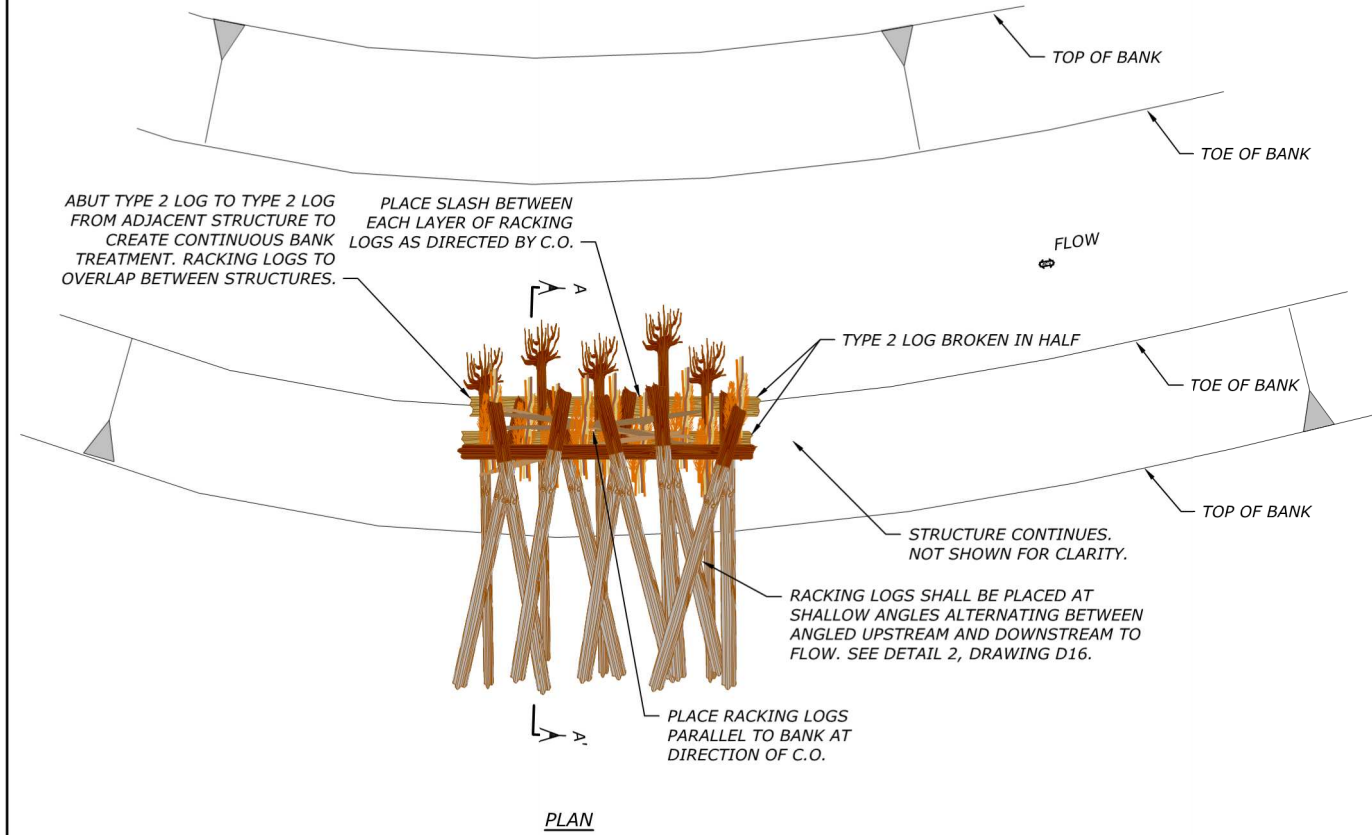 TOP OF BANK
TOE OF BANK
ABUT TYPE 2 LOG TO TYPE 2 LOG
FROM ADJACENT STRUCTURE TO
CREATE CONTINUOUS BANK
TREATMENT. RACKING LOGS TO
OVERLAP BETWEEN STRUCTURES.
PLACE SLASH BETWEEN
EACH LAYER OF RACKING
LOGS AS DIRECTED BY C.O.
FLOW
A
TYPE 2 LOG BROKEN IN HALF
TOE OF BANK
TOP OF BANK
STRUCTURE CONTINUES.
NOT SHOWN FOR CLARITY.
RACKING LOGS SHALL BE PLACED AT
SHALLOW ANGLES ALTERNATING BETWEEN
ANGLED UPSTREAM AND DOWNSTREAM TO
FLOW. SEE DETAIL 2, DRAWING D16.
PLACE RACKING LOGS
PARALLEL TO BANK AT
DIRECTION OF C.O.
A'
PLAN